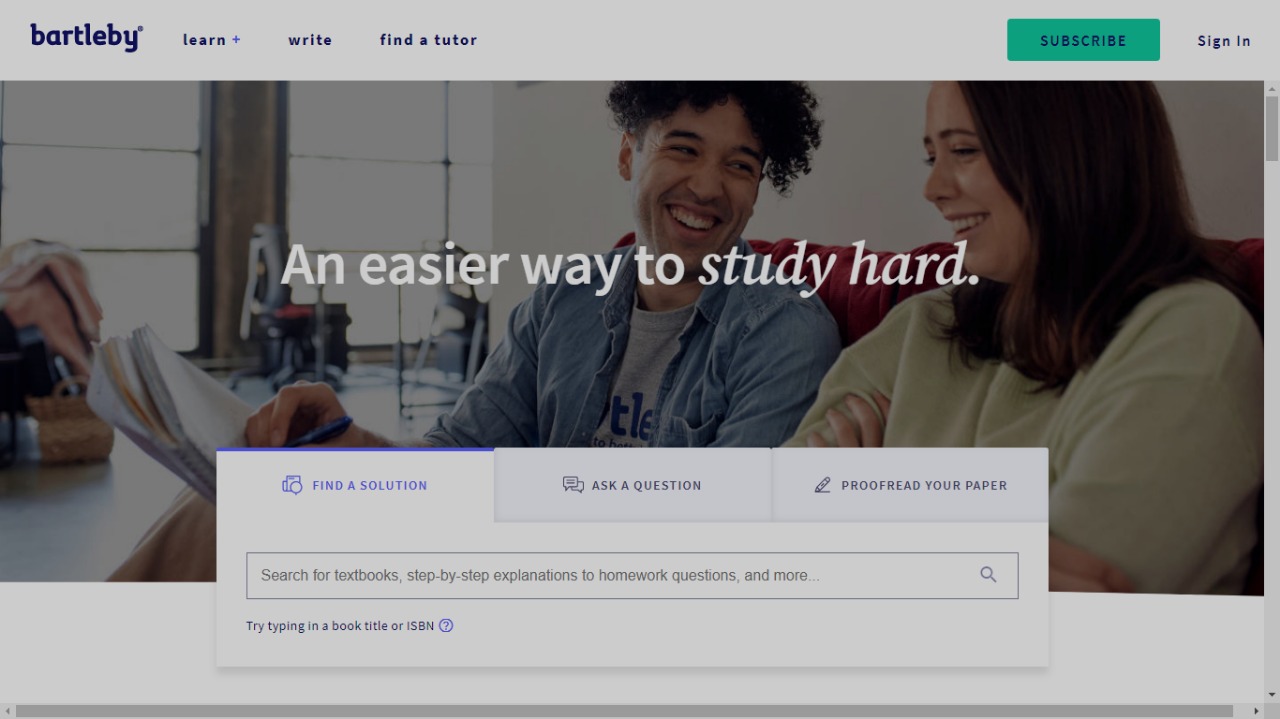 bartleby®
learn +
write
find a tutor
SUBSCRIBE
Sign In
An easier way to study hard.
tle
FIND A SOLUTION
ASK A QUESTION
PROOFREAD YOUR PAPER
Search for textbooks, step-by-step explanations to homework questions, and more...
Try typing in a book title or ISBN ?